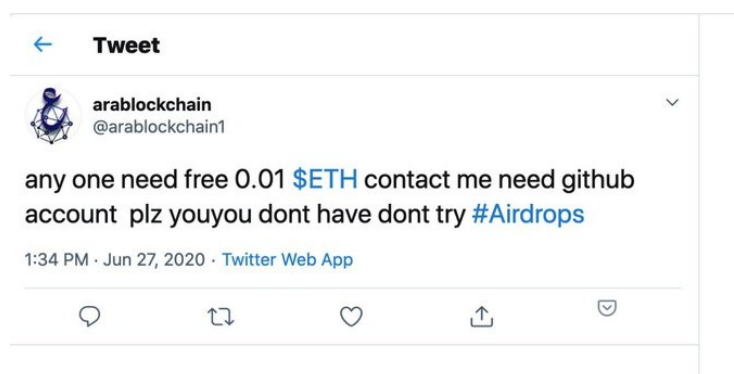 Tweet
arablockchain
@arablockchain1
any one need free 0.01 $ETH contact me need github
account plz youyou dont have dont try #Airdrops
1:34 PM · Jun 27, 2020 · Twitter Web App